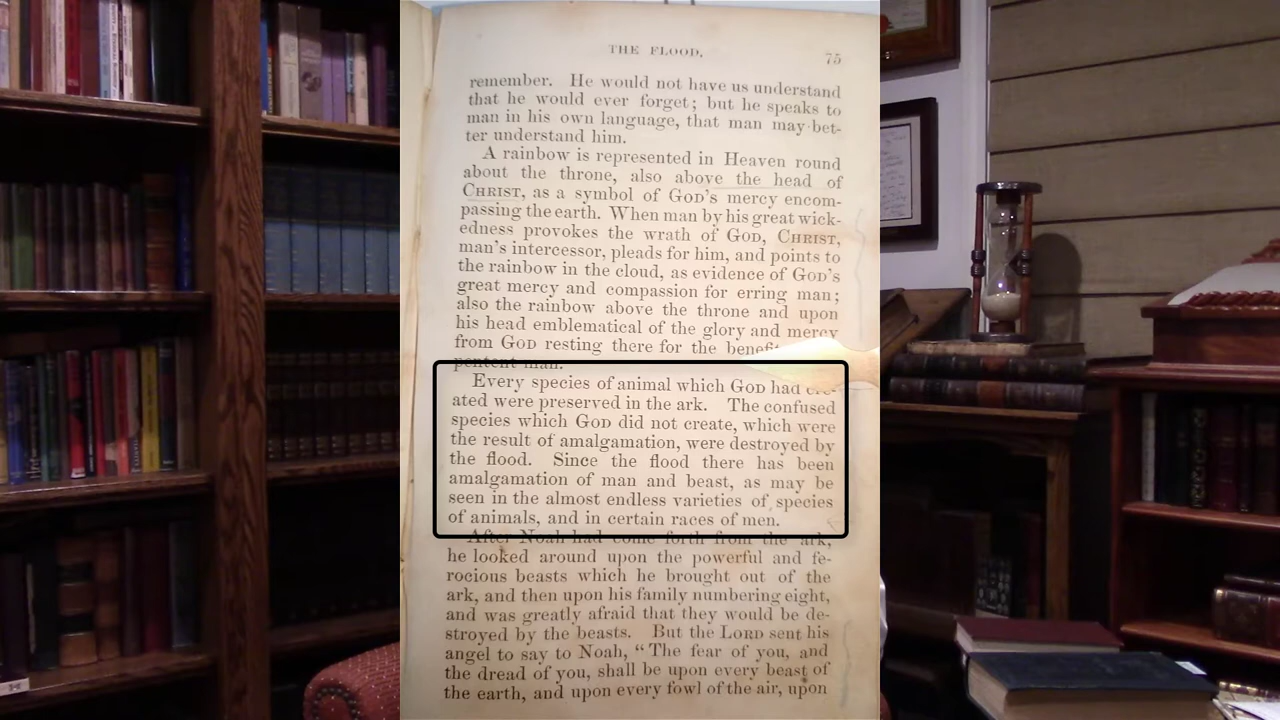 THE FLOOD. 75
remember. He would not have us understand
that he would ever forget; but he speaks to
man in his own language, that man may bet-
ter understand him.
A rainbow is represented in Heaven round
about the throne, also above the head of
CHRIST, as a symbol of GOD'S mercy encom-
passing the earth. When man by his great wick-
edness provokes the wrath of GOD, CHRIST,
man's intercessor, pleads for him, and points to
the rainbow in the cloud, as evidence of GOD'S
great mercy and compassion for erring man;
also the rainbow above the throne and upon
his head emblematical of the glory and mercy
from GOD resting there for the
man.
Every species of animal which GOD had cre-
ated were preserved in the ark. The confused
species which GOD did not create, which were
the result of amalgamation, were destroyed by
the flood. Since the flood there has been
amalgamation of man and beast, as may be
seen in the almost endless varieties of species
of animals, and in certain races of men.
After Noah had come forth from the ark,
he looked around upon the powerful and fe-
rocious beasts which he brought out of the
ark, and then upon his family numbering eight,
and was greatly afraid that they would be de-
stroyed by the beasts. But the LORD sent his
angel to say to Noah, "The fear of you, and
the dread of you, shall be upon every beast of
the earth, and upon every fowl of the air, upon